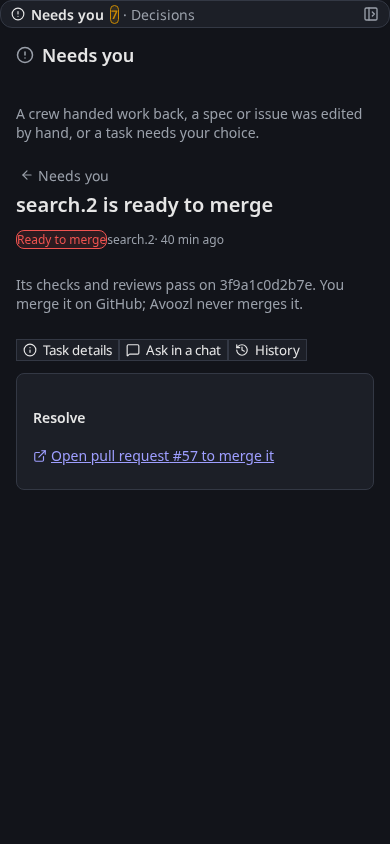 Needs you 7 · Decisions
Needs you
A crew handed work back, a spec or issue was edited
by hand, or a task needs your choice.
Needs you
search.2 is ready to merge
Ready to merge search.2· 40 min ago
Its checks and reviews pass on 3f9a1c0d2b7e. You
merge it on GitHub; Avoozl never merges it.
Task details Ask in a chat History
Resolve
Open pull request #57 to merge it